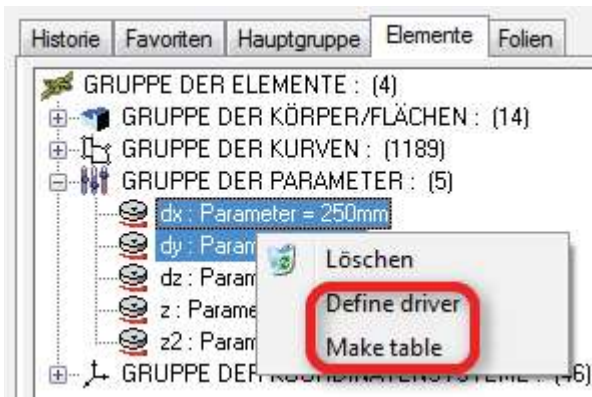 Historie Favoriten Hauptgruppe Elemente Folien
GRUPPE DER ELEMENTE : (4)
GRUPPE DER KÖRPER/FLÄCHEN : (14)
GRUPPE DER KURVEN : (1189)
GRUPPE DER PARAMETER : (5)
dx : Parameter = 250mm
dy : Param
Löschen
dz : Param
Define driver
z : Parame
z2 : Param
Make table
GRUPPE DER KOORDINATENSYSTEME : (46)